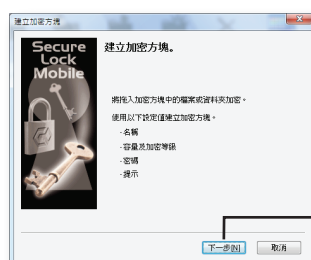 建立加密方塊
Secure
Lock
Mobile
建立加密方塊。
將拖入加密方塊中的檔案或資料夾加密。
使用以下設定值建立加密方塊。
-名稱
-容量及加密等級
-密碼
-提示
下一步(N)
取消